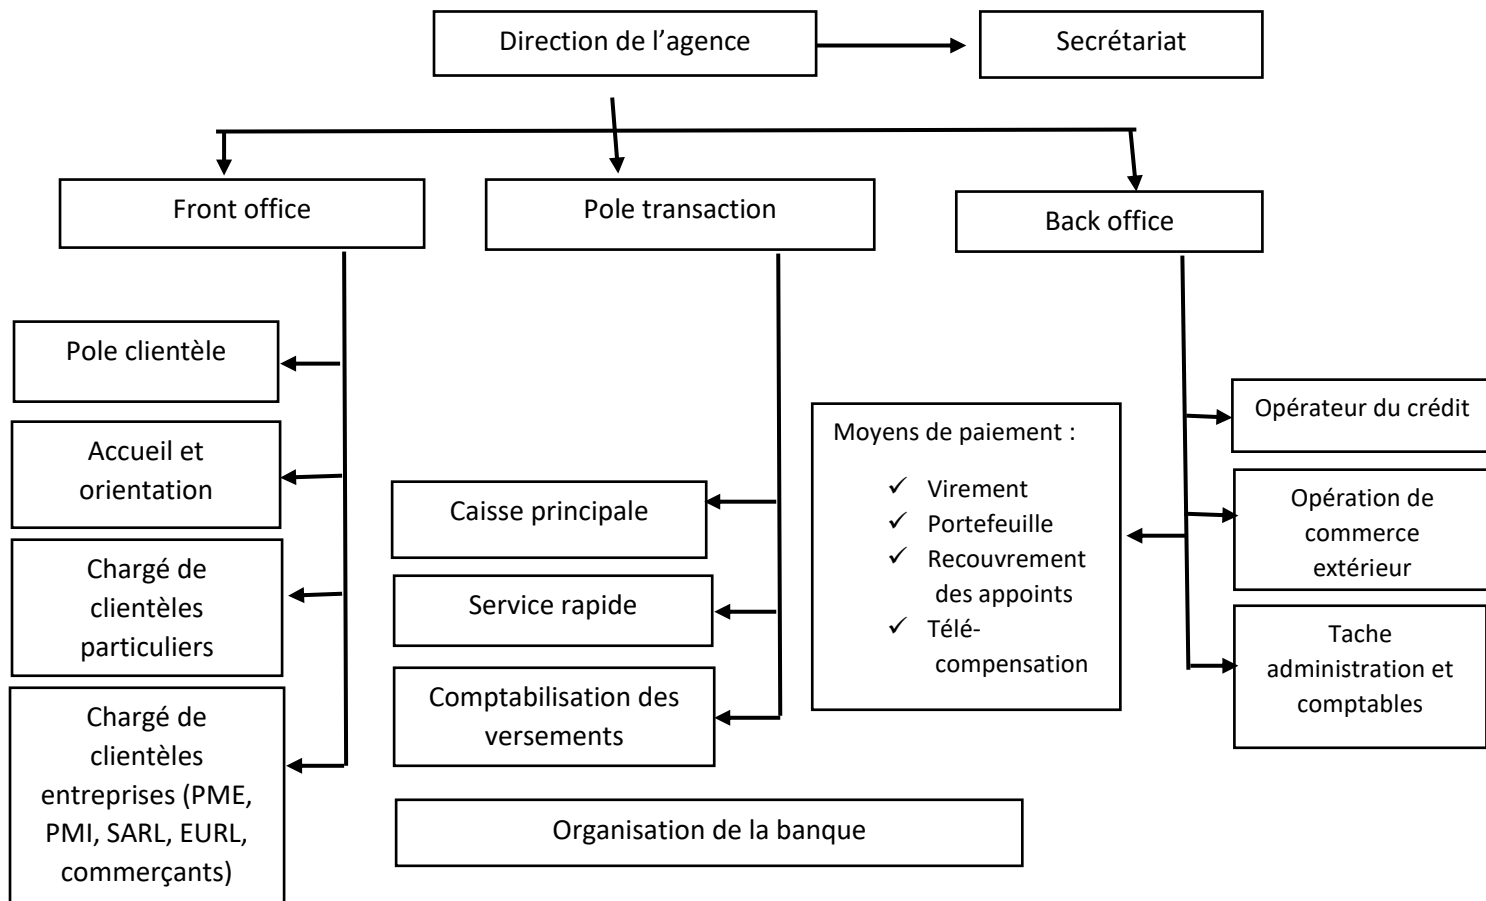 Direction de l’agence
Secrétariat
Front office
Pole transaction
Back office
Pole clientèle
Accueil et
orientation
Chargé de
clientèles
particuliers
Chargé de
clientèles
entreprises (PME,
PMI, SARL, EURL,
commerçants)
Caisse principale
Service rapide
Comptabilisation des
versements
Moyens de paiement :
✓ Virement
✓ Portefeuille
✓ Recouvrement
des appoints
✓ Télé-
compensation
Opérateur du crédit
Opération de
commerce
extérieur
Tache
administration et
comptables
Organisation de la banque